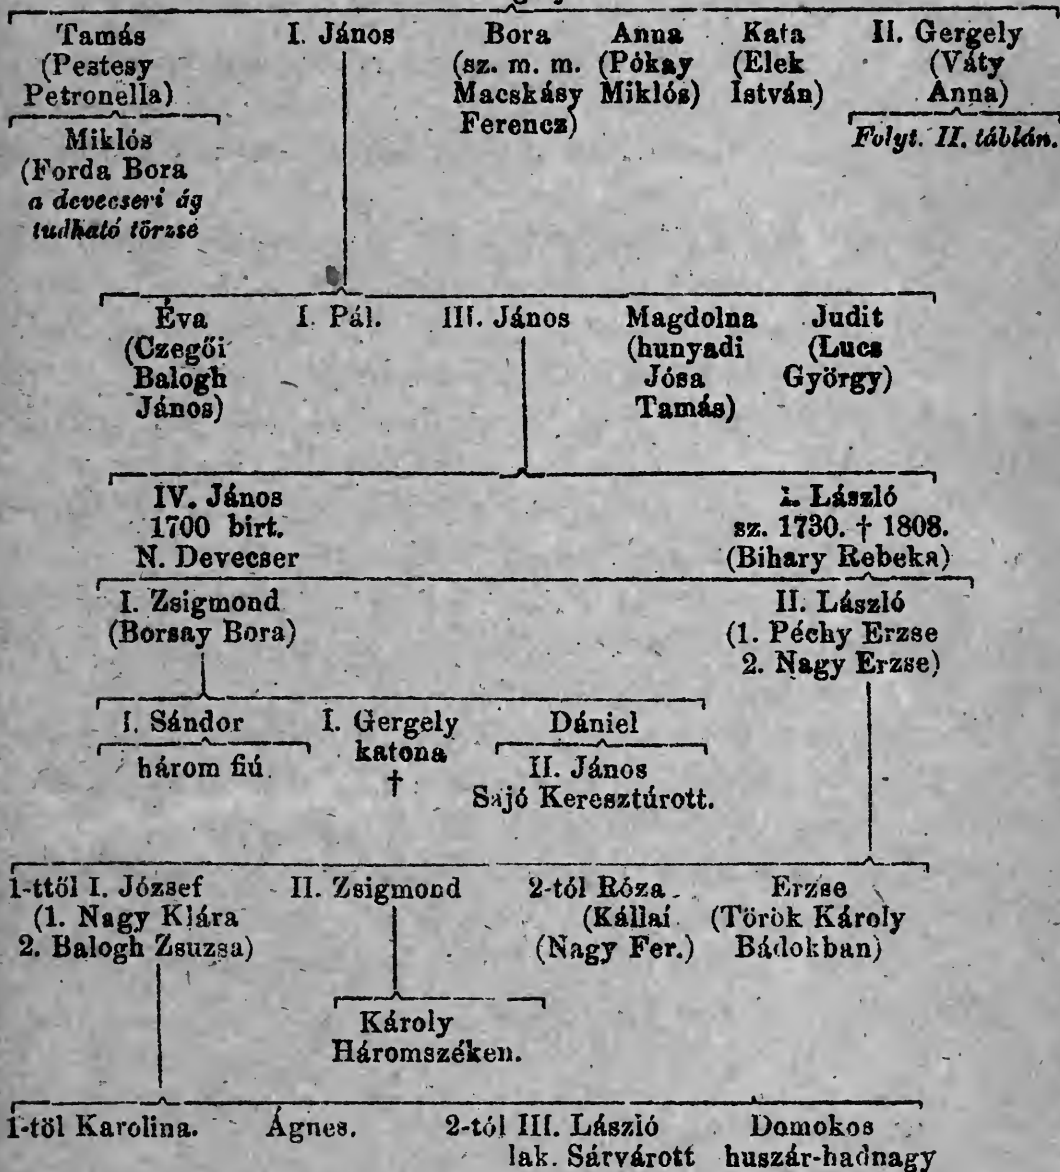 Tamás I. János Bora Anna Kata II. Gergely
(Pestesy (sz. m. m. (Pókay (Elek (Váty
Petronella) Macskásy Miklós) István) Anna)
Ferencz)
Miklós Folyt. II. táblán.
(Forda Bora
a devecseri ág
tudható törzse
Éva I. Pál. III. János Magdolna Judit
(Czegői (hunyadi (Lucs
Balogh Jósa György)
János) Tamás)
IV. János I. László
1700 birt. sz. 1730. † 1808.
N. Devecser (Bihary Rebeka)
I. Zsigmond II. László
(Borsay Bora) (1. Péchy Erzse
2. Nagy Erzse)
I. Sándor I. Gergely Dániel
három fiú. katona II. János
† Sajó Keresztúrott.
1-ttől I. József II. Zsigmond 2-tól Róza Erzse
(1. Nagy Klára (Kállai (Török Károly
2. Balogh Zsuzsa) (Nagy Fer.) Bádokban)
Károly
Háromszéken.
1-töl Karolina. Ágnes. 2-tól III. László Domokos
lak. Sárvárott huszár-hadnagy